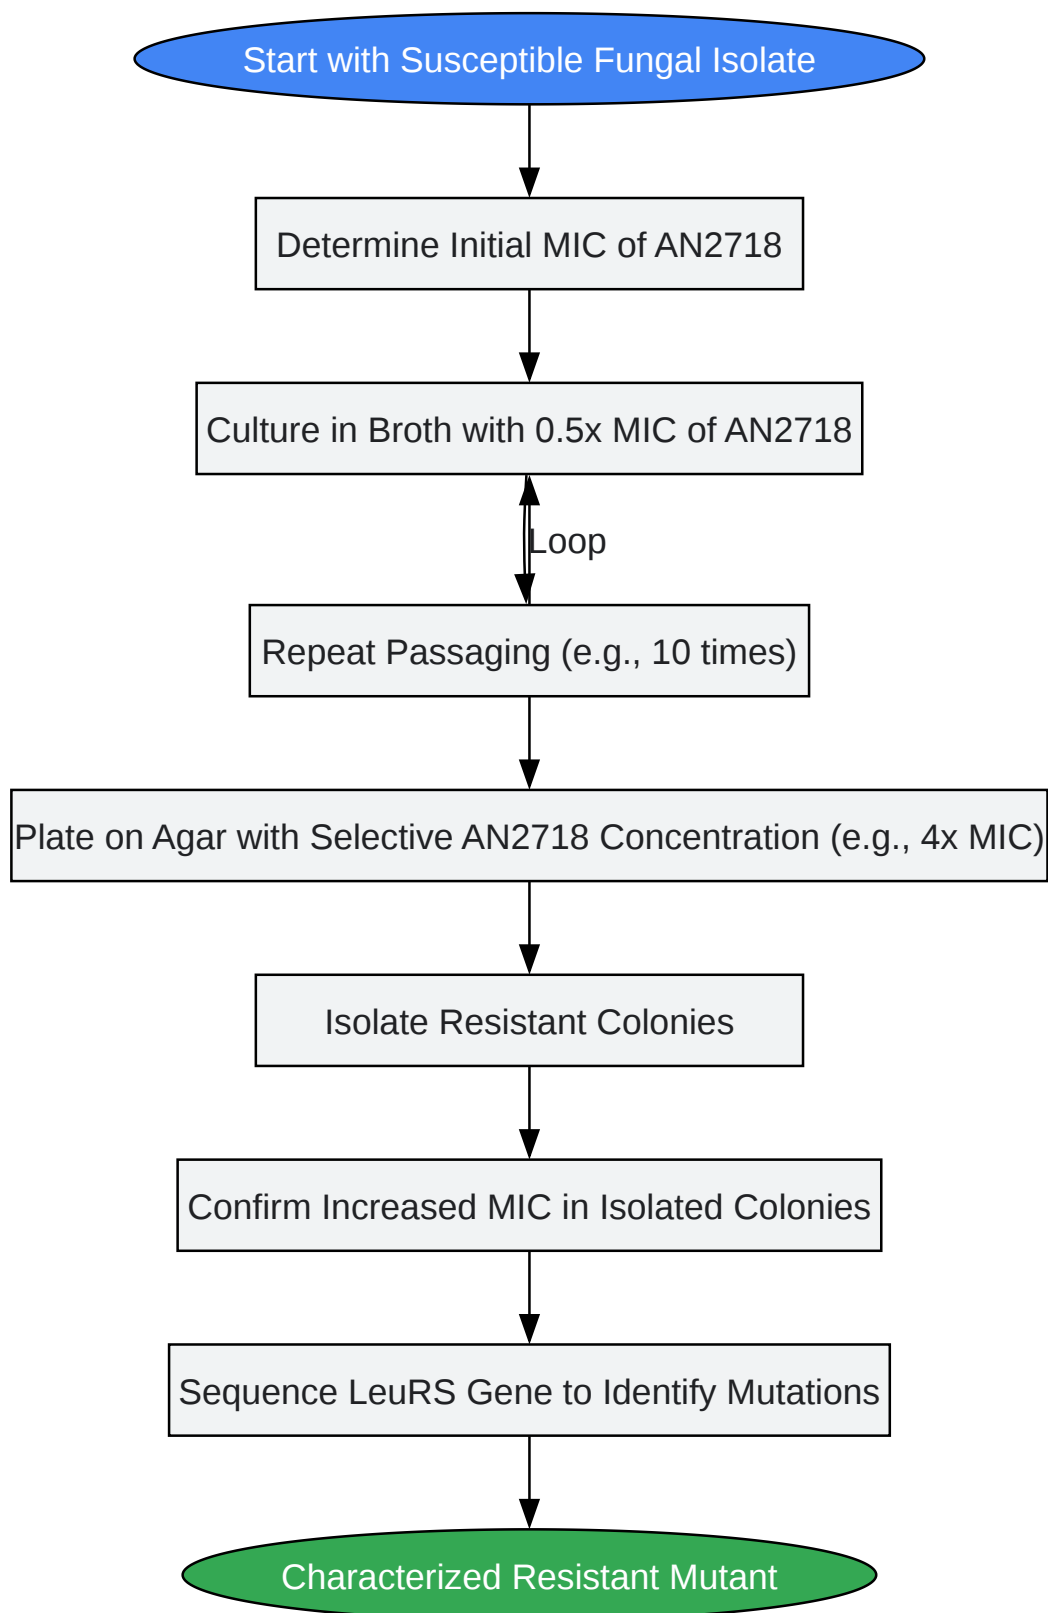 Start with Susceptible Fungal Isolate
Determine Initial MIC of AN2718
Culture in Broth with 0.5x MIC of AN2718
Loop
Repeat Passaging (e.g., 10 times)
Plate on Agar with Selective AN2718 Concentration (e.g., 4x MIC)
Isolate Resistant Colonies
Confirm Increased MIC in Isolated Colonies
Sequence LeuRS Gene to Identify Mutations
Characterized Resistant Mutant